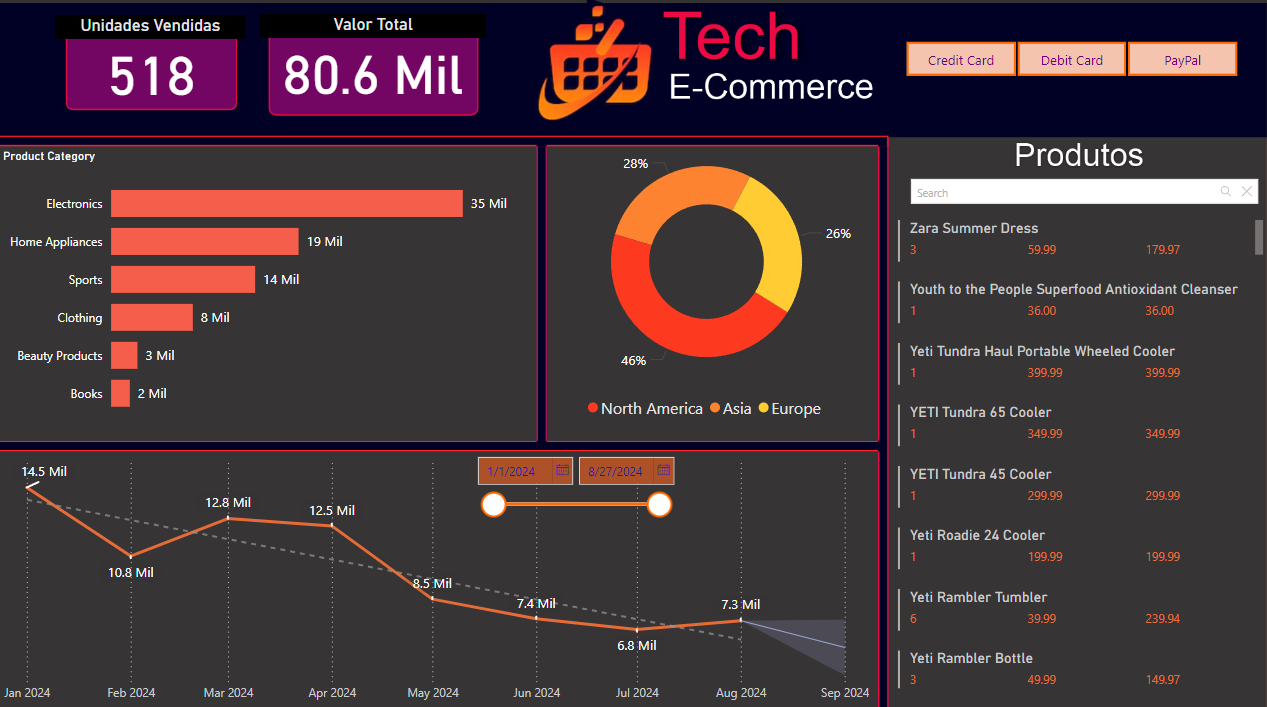 Unidades Vendidas
518
Valor Total
80.6 Mil
Tech
E-Commerce
Credit Card
Debit Card
PayPal
Product Category
Electronics
35 Mil
Home Appliances
19 Mil
Sports
14 Mil
Clothing
8 Mil
Beauty Products
3 Mil
Books
2 Mil
28%
26%
46%
North America
Asia
Europe
Produtos
Search
Zara Summer Dress
3 59.99 179.97
Youth to the People Superfood Antioxidant Cleanser
1 36.00 36.00
Yeti Tundra Haul Portable Wheeled Cooler
1 399.99 399.99
YETI Tundra 65 Cooler
1 349.99 349.99
YETI Tundra 45 Cooler
1 299.99 299.99
Yeti Roadie 24 Cooler
1 199.99 199.99
Yeti Rambler Tumbler
6 39.99 239.94
Yeti Rambler Bottle
3 49.99 149.97
1/1/2024
8/27/2024
14.5 Mil
10.8 Mil
12.8 Mil
12.5 Mil
8.5 Mil
7.4 Mil
6.8 Mil
7.3 Mil
Jan 2024
Feb 2024
Mar 2024
Apr 2024
May 2024
Jun 2024
Jul 2024
Aug 2024
Sep 2024